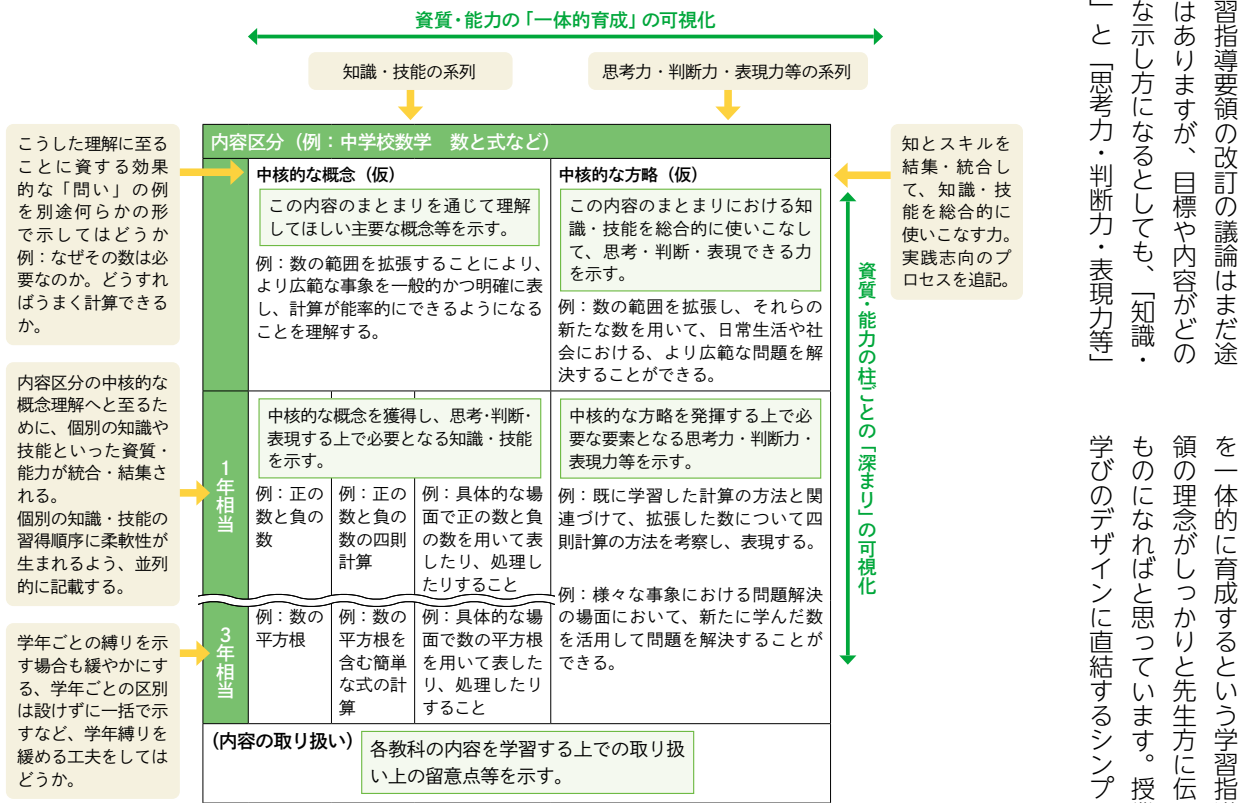 資質・能力の「一体的育成」の可視化
知識・技能の系列
思考力・判断力・表現力等の系列
こうした理解に至る
ことに資する効果
的な「問い」の例
を別途何らかの形
で示してはどうか
例：なぜその数は必
要なのか。どうすれ
ばうまく計算できる
か。
内容区分の中核的な
概念理解へと至るた
めに、個別の知識や
技能といった資質・
能力が統合・結集さ
れる。
個別の知識・技能の
習得順序に柔軟性が
生まれるよう、並列
的に記載する。
学年ごとの縛りを示
す場合も緩やかにす
る、学年ごとの区別
は設けずに一括で示
すなど、学年縛りを
緩める工夫をしては
どうか。
内容区分（例：中学校数学　数と式など）
中核的な概念（仮）
この内容のまとまりを通じて理解
してほしい主要な概念等を示す。
例：数の範囲を拡張することにより、
より広範な事象を一般的かつ明確に表
し、計算が能率的にできるようになる
ことを理解する。
中核的な方略（仮）
この内容のまとまりにおける知
識・技能を総合的に使いこなし
て、思考・判断・表現できる力
を示す。
例：数の範囲を拡張し、それらの
新たな数を用いて、日常生活や社
会における、より広範な問題を解
決することができる。
1年相当
中核的な概念を獲得し、思考・判断・
表現する上で必要となる知識・技能
を示す。
例：正の
数と負の
数
例：正の
数と負の
数の四則
計算
例：具体的な場
面で正の数と負
の数を用いて表
したり、処理し
たりすること
中核的な方略を発揮する上で必
要な要素となる思考力・判断力・
表現力等を示す。
例：既に学習した計算の方法と関
連づけて、拡張した数について四
則計算の方法を考察し、表現する。
例：様々な事象における問題解決
の場面において、新たに学んだ数
を活用して問題を解決することが
できる。
3年相当
例：数の
平方根
例：数の
平方根を
含む簡単
な式の計
算
例：具体的な場
面で数の平方根
を用いて表した
り、処理したり
すること
（内容の取り扱い）
各教科の内容を学習する上での取り扱
い上の留意点等を示す。
知とスキルを
結集・統合し
て、知識・技
能を総合的に
使いこなす力。
実践志向のプ
ロセスを追記。
資質・能力の柱ごとの「深まり」の可視化
習指導要領の改訂の議論はまだ途
はありますが、目標や内容がどの
な示し方になるとしても、「知識・
」と「思考力・判断力・表現力等」
を一体的に育成するという学習指
領の理念がしっかりと先生方に伝
ものになればと思っています。授
学びのデザインに直結するシンプ